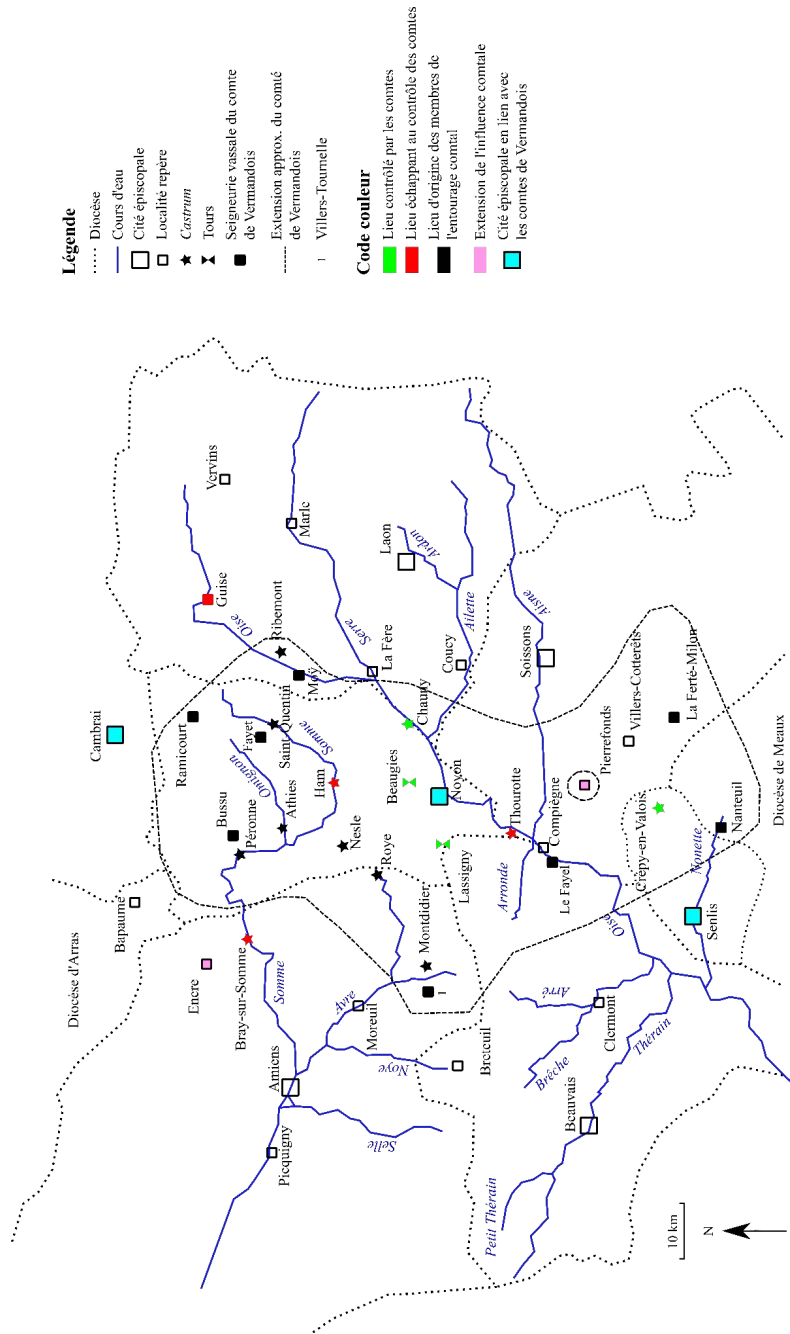 Légende
Diocèse
Cours d'eau
Cité épiscopale
Localité repère
Castrum
Tours
Seigneurie vassale du comte
de Vermandois
Extension approx. du comté
de Vermandois
1 Villers-Tournelle
Code couleur
Lieu contrôlé par les comtes
Lieu échappant au contrôle des comtes
Lieu d'origine des membres de
l'entourage comtal
Extension de l'influence comtale
Cité épiscopale en lien avec
les comtes de Vermandois
Diocèse d'Arras
Bapaume
Cambrai
Encre
Bussu
Ramicourt
Guise
Vervins
Bray-sur-Somme
Péronne
Omignon
Fayet
Oise
Picquigny
Amiens
Somme
Athies
Saint-Quentin
Somme
Ribemont
Moÿ
Marle
Selle
Noye
Avre
Moreuil
Roye
Nesle
Ham
La Fère
Serre
Montdidier
1
Beaugies
Chauny
Laon
Ardon
Breteuil
Lassigny
Noyon
Coucy
Ailette
Arronde
Thourotte
Aisne
Compiègne
Le Fayel
Soissons
Petit Thérain
Beauvais
Brêche
Arré
Clermont
Thérain
Oise
Pierrefonds
Villers-Cotterêts
Crépy-en-Valois
La Ferté-Milon
Senlis
Nonette
Nanteuil
Diocèse de Meaux
10 km
N